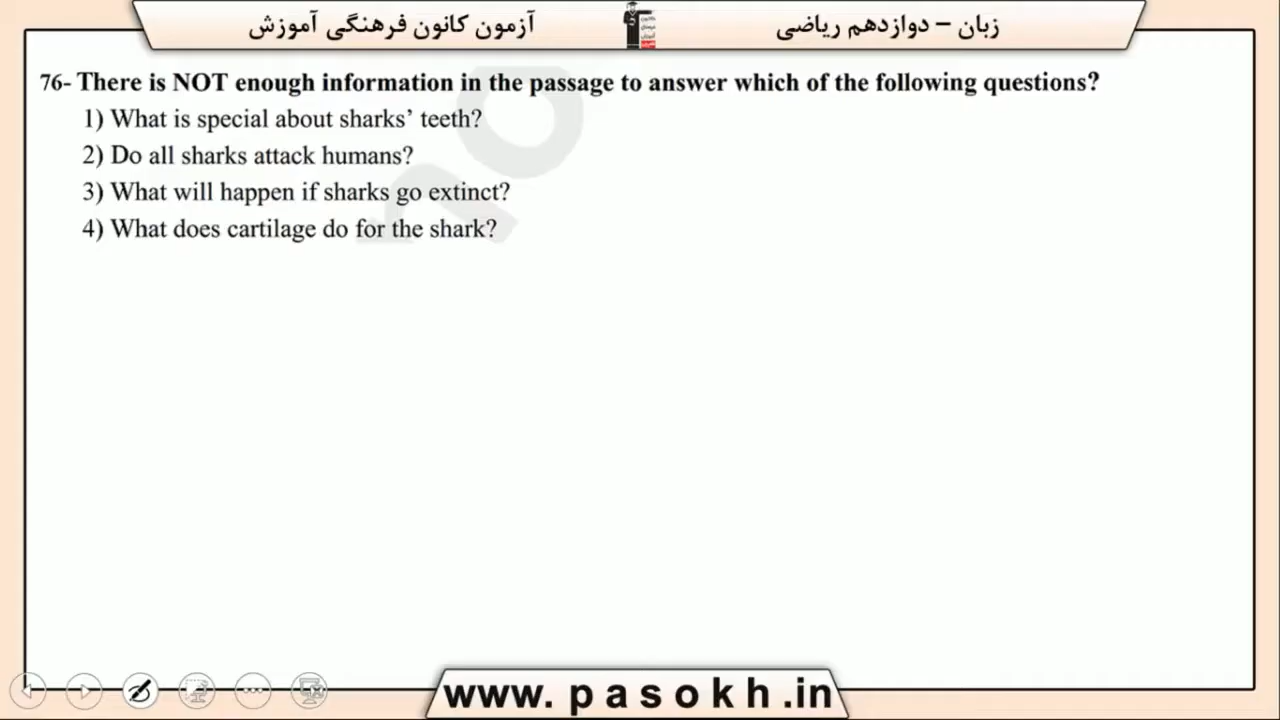 زبان – دوازدهم ریاضی
آزمون کانون فرهنگی آموزش
76- There is NOT enough information in the passage to answer which of the following questions?
1) What is special about sharks’ teeth?
2) Do all sharks attack humans?
3) What will happen if sharks go extinct?
4) What does cartilage do for the shark?
www. p a s o k h .in